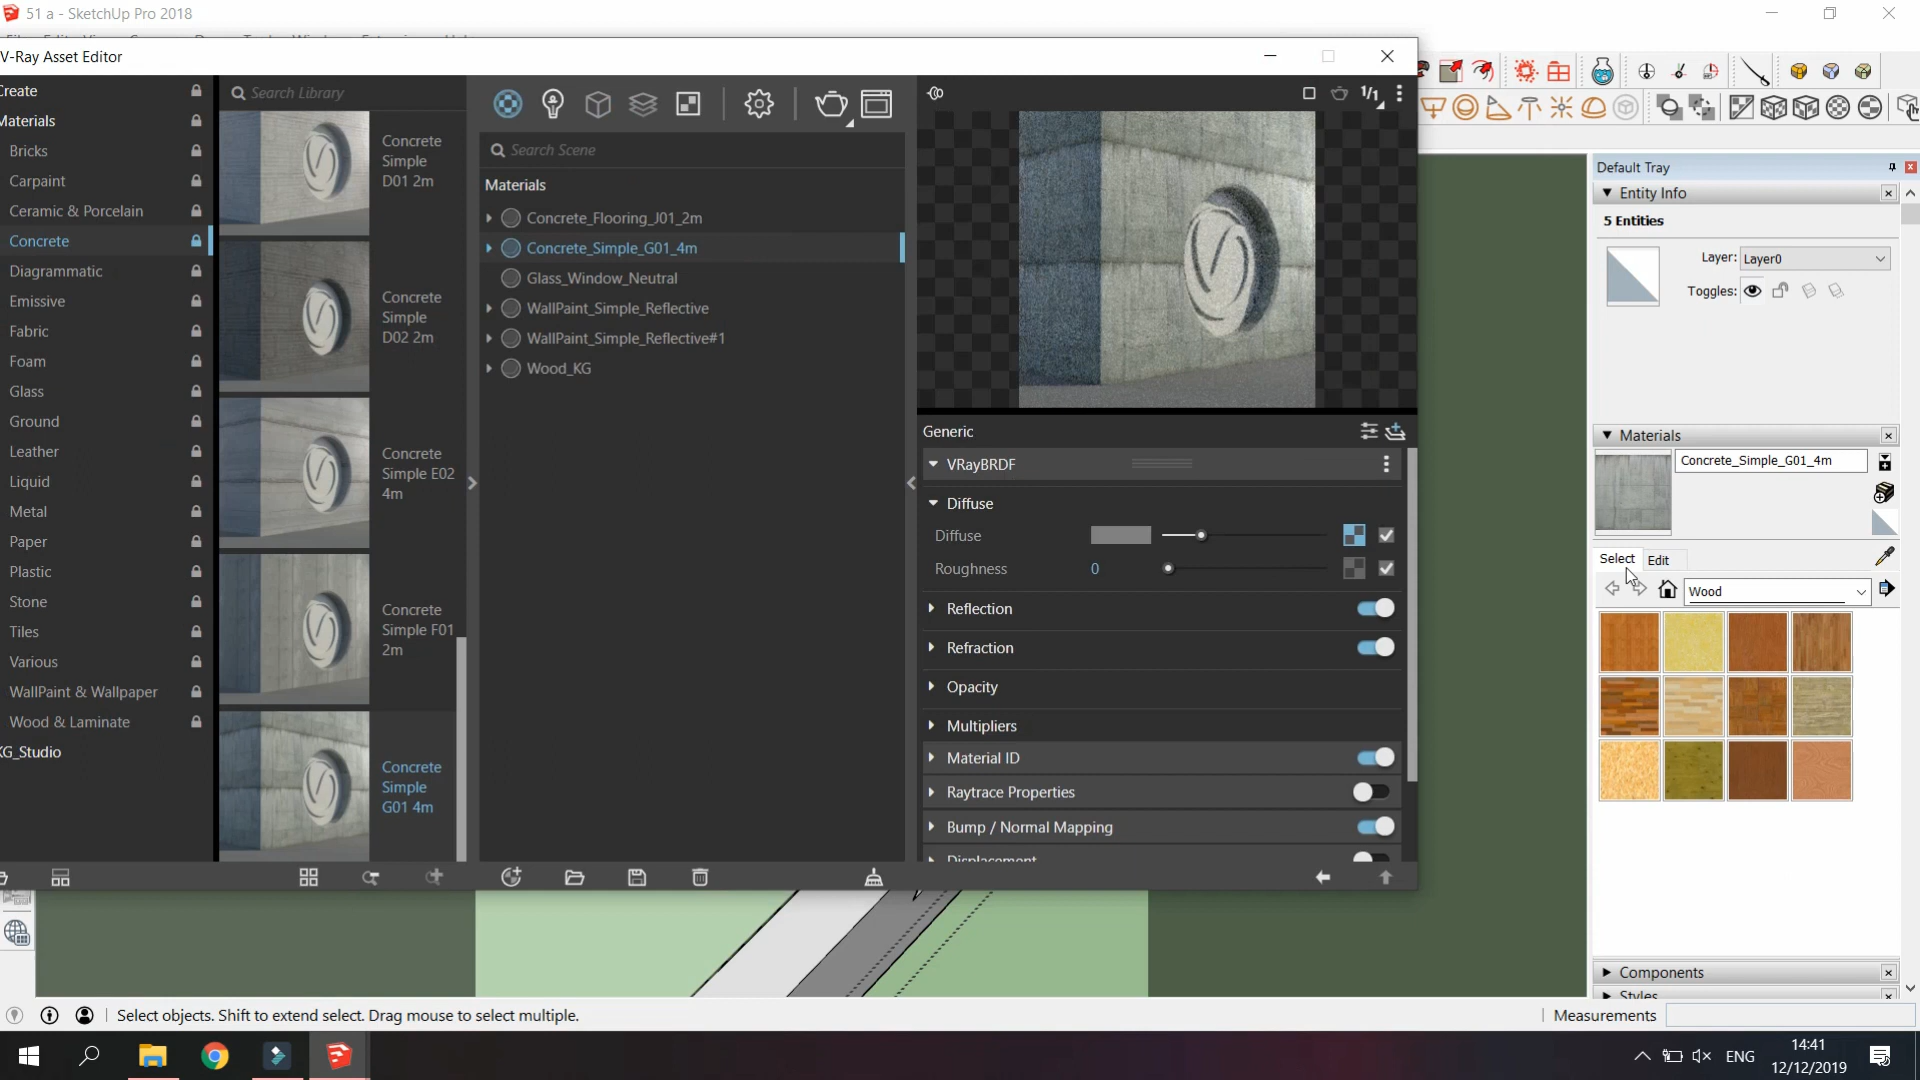 51 a - SketchUp Pro 2018
V-Ray Asset Editor
Create
Materials
Bricks
Carpaint
Ceramic & Porcelain
Concrete
Diagrammatic
Emissive
Fabric
Foam
Glass
Ground
Leather
Liquid
Metal
Paper
Plastic
Stone
Tiles
Various
WallPaint & Wallpaper
Wood & Laminate
KG_Studio
Search Library
Concrete
Simple
D01 2m
Concrete
Simple
D02 2m
Concrete
Simple E02
4m
Concrete
Simple F01
2m
Concrete
Simple
G01 4m
Search Scene
Materials
Concrete_Flooring_J01_2m
Concrete_Simple_G01_4m
Glass_Window_Neutral
WallPaint_Simple_Reflective
WallPaint_Simple_Reflective#1
Wood_KG
1/1
Generic
VRayBRDF
Diffuse
Diffuse
Roughness 0
Reflection
Refraction
Opacity
Multipliers
Material ID
Raytrace Properties
Bump / Normal Mapping
Displacement
Default Tray
Entity Info
5 Entities
Layer: Layer0
Toggles:
Materials
Concrete_Simple_G01_4m
Select Edit
Wood
Components
Styles
Select objects. Shift to extend select. Drag mouse to select multiple.
Measurements
ENG
14:41
12/12/2019